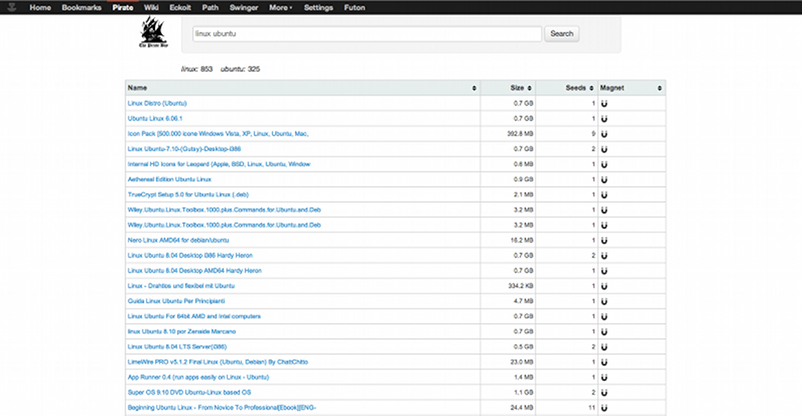 Home Bookmarks Pirate Wiki Eckoit Path Swinger More Settings Futon
The Pirate Bay
linux ubuntu Search
linux: 853 ubuntu: 325
Name Size Seeds Magnet
Linux Distro (Ubuntu) 0.7 GB 1
Ubuntu Linux 6.06.1 0.7 GB 1
Icon Pack [500.000 icons Windows Vista, XP, Linux, Ubuntu, Mac, 392.8 MB 9
Linux Ubuntu-7.10-(Gutsy)-Desktop-i386 0.7 GB 2
Internal HD Icons for Leopard (Apple, BSD, Linux, Ubuntu, Window 0.6 MB 1
Aethereal Edition Ubuntu Linux 0.9 GB 1
TrueCrypt Setup 5.0 for Ubuntu Linux (.deb) 2.1 MB 1
Wiley.Ubuntu.Linux.Toolbox.1000.plus.Commands.for.Ubuntu.and.Deb 3.2 MB 1
Wiley.Ubuntu.Linux.Toolbox.1000.plus.Commands.for.Ubuntu.and.Deb 3.2 MB 1
Nero Linux AMD64 for debian/ubuntu 16.2 MB 1
Linux Ubuntu 8.04 Desktop i386 Hardy Heron 0.7 GB 2
Linux Ubuntu 8.04 Desktop AMD64 Hardy Heron 0.7 GB 1
Linux - Drahtlos und flexibel mit Ubuntu 334.2 KB 1
Guida Linux Ubuntu Per Principianti 4.7 MB 1
Linux Ubuntu For 64bit AMD and Intel computers 0.7 GB 1
linux Ubuntu 8.10 por Zenaide Marcano 0.7 GB 1
Linux Ubuntu 8.04 LTS Server(i386) 0.5 GB 2
LimeWire PRO v5.1.2 Final Linux (Ubuntu, Debian) By ChattChitto 23.0 MB 1
App Runner 0.4 (run apps easily on Linux - Ubuntu) 1.4 MB 1
Super OS 9.10 DVD Ubuntu-Linux based OS 1.1 GB 2
Beginning Ubuntu Linux - From Novice To Professional[Ebook][ENG- 24.4 MB 11